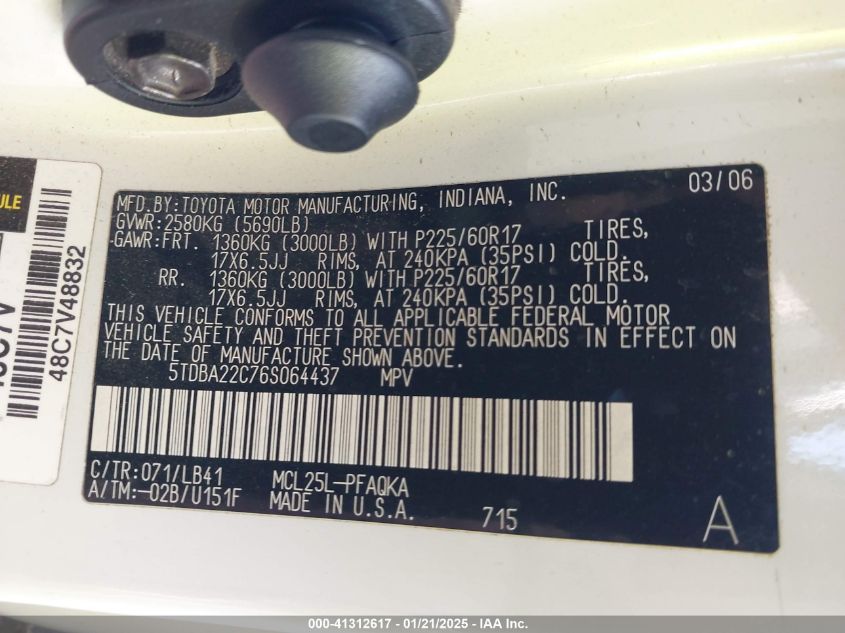 MFD.BY:TOYOTA MOTOR MANUFACTURING, INDIANA, INC. 03/06
GVWR:2580KG (5690LB)
GAWR:FRT. 1360KG (3000LB) WITH P225/60R17 TIRES,
17X6.5JJ RIMS, AT 240KPA (35PSI) COLD.
RR. 1360KG (3000LB) WITH P225/60R17 TIRES,
17X6.5JJ RIMS, AT 240KPA (35PSI) COLD.
THIS VEHICLE CONFORMS TO ALL APPLICABLE FEDERAL MOTOR
VEHICLE SAFETY AND THEFT PREVENTION STANDARDS IN EFFECT ON
THE DATE OF MANUFACTURE SHOWN ABOVE.
5TDBA22C76S064437 MPV
C/TR:071/LB41 MCL25L-PFAQKA
A/TM:-02B/U151F MADE IN U.S.A. 715 A
48C7V48832
000-41312617 - 01/21/2025 - IAA Inc.